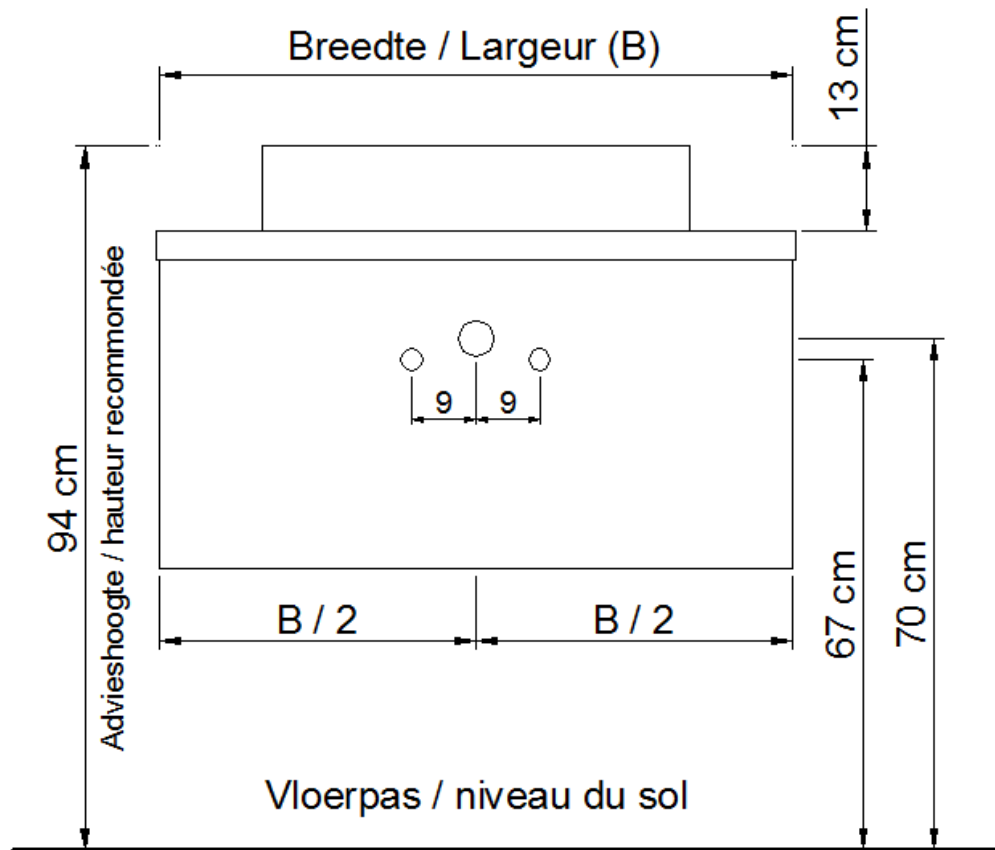 Breedte / Largeur (B)
13 cm
94 cm
Advieshoogte / hauteur recommondée
9
9
B / 2
B / 2
67 cm
70 cm
Vloerpas / niveau du sol